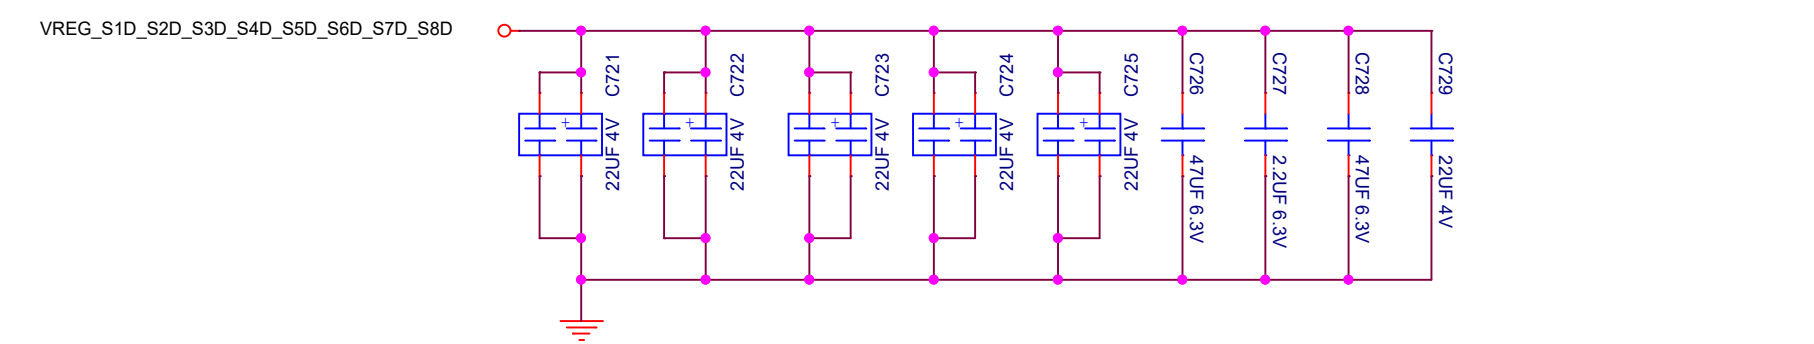 VREG_S1D_S2D_S3D_S4D_S5D_S6D_S7D_S8D
C721
22UF 4V
+
C722
22UF 4V
+
C723
22UF 4V
+
C724
22UF 4V
+
C725
22UF 4V
+
C726
47UF 6.3V
C727
2.2UF 6.3V
C728
47UF 6.3V
C729
22UF 4V